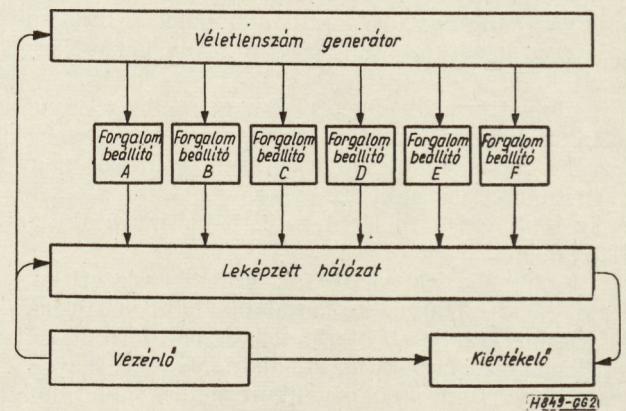 Véletlenszám generátor
Forgalom
beállító
A
Forgalom
beállító
B
Forgalom
beállító
C
Forgalom
beállító
D
Forgalom
beállító
E
Forgalom
beállító
F
Leképzett hálózat
Vezérlő
Kiértékelő
H849-GG2